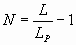 N = L / L_P − 1